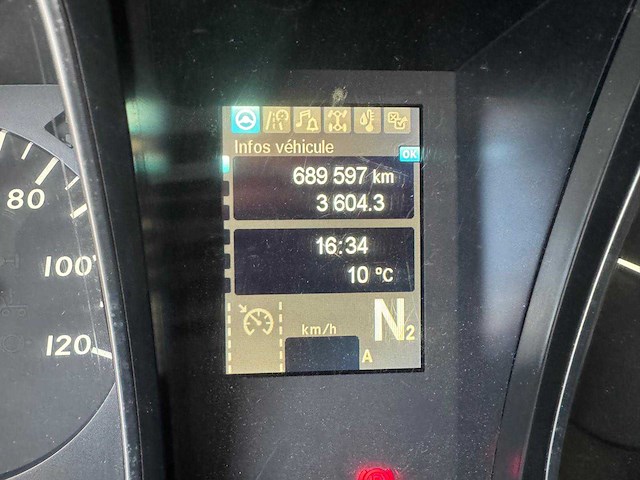 Infos véhicule
OK
689 597 km
3 604.3
80
16:34
100
10 °C
km/h
N2
120
A